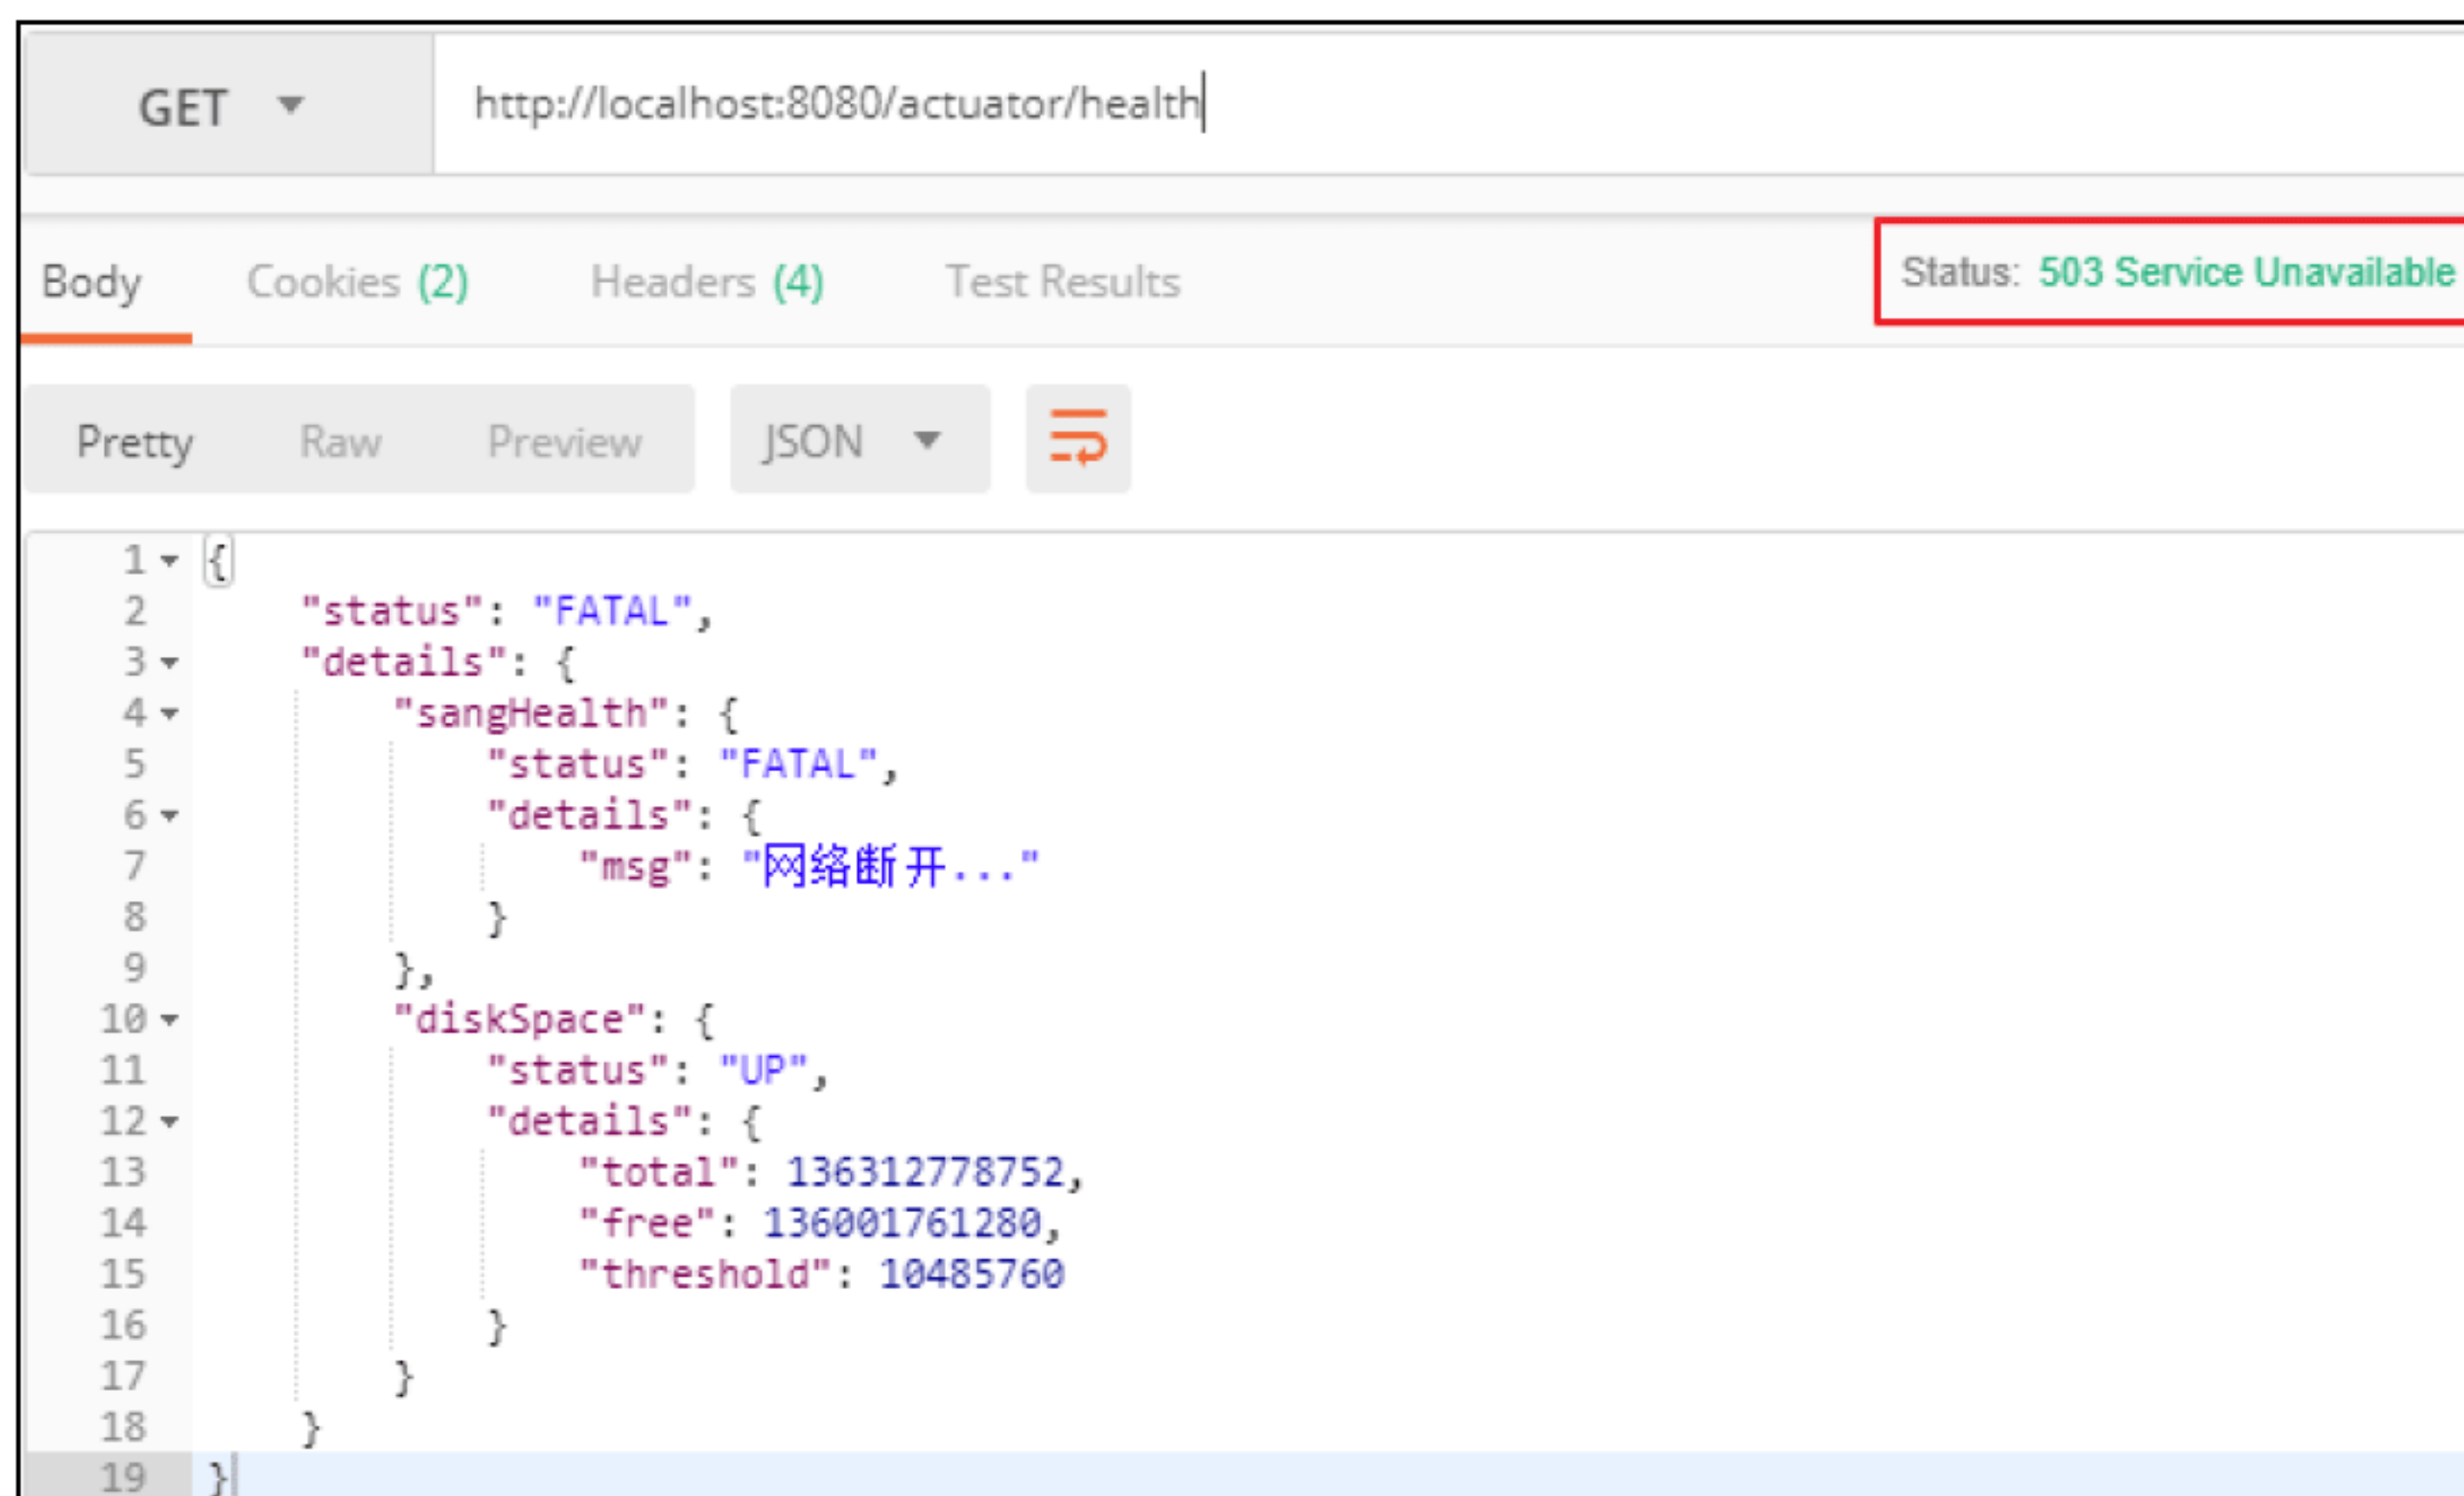 GET http://localhost:8080/actuator/health
Body Cookies (2) Headers (4) Test Results Status: 503 Service Unavailable
Pretty Raw Preview JSON
1 {
2 "status": "FATAL",
3 "details": {
4 "sangHealth": {
5 "status": "FATAL",
6 "details": {
7 "msg": "网络断开..."
8 }
9 },
10 "diskSpace": {
11 "status": "UP",
12 "details": {
13 "total": 136312778752,
14 "free": 136001761280,
15 "threshold": 10485760
16 }
17 }
18 }
19 }